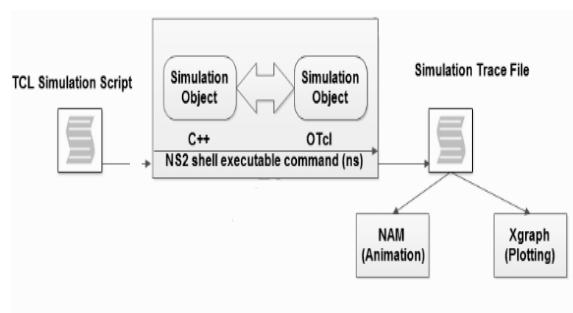 TCL Simulation Script
Simulation
Object
Simulation
Object
C++
OTcl
NS2 shell executable command (ns)
Simulation Trace File
NAM
(Animation)
Xgraph
(Plotting)